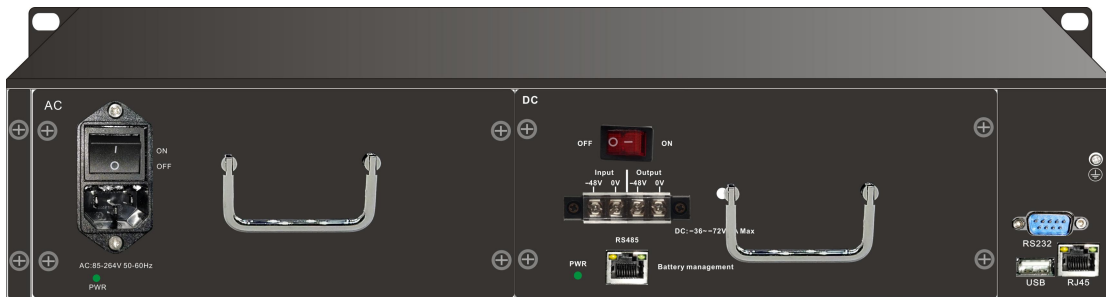 AC
I
ON
O
OFF
AC:85-264V 50-60Hz
PWR
DC
OFF
ON
Input
Output
-48V
0V
-48V
0V
DC:-36~-72V
Max
RS485
PWR
Battery management
RS232
USB
RJ45